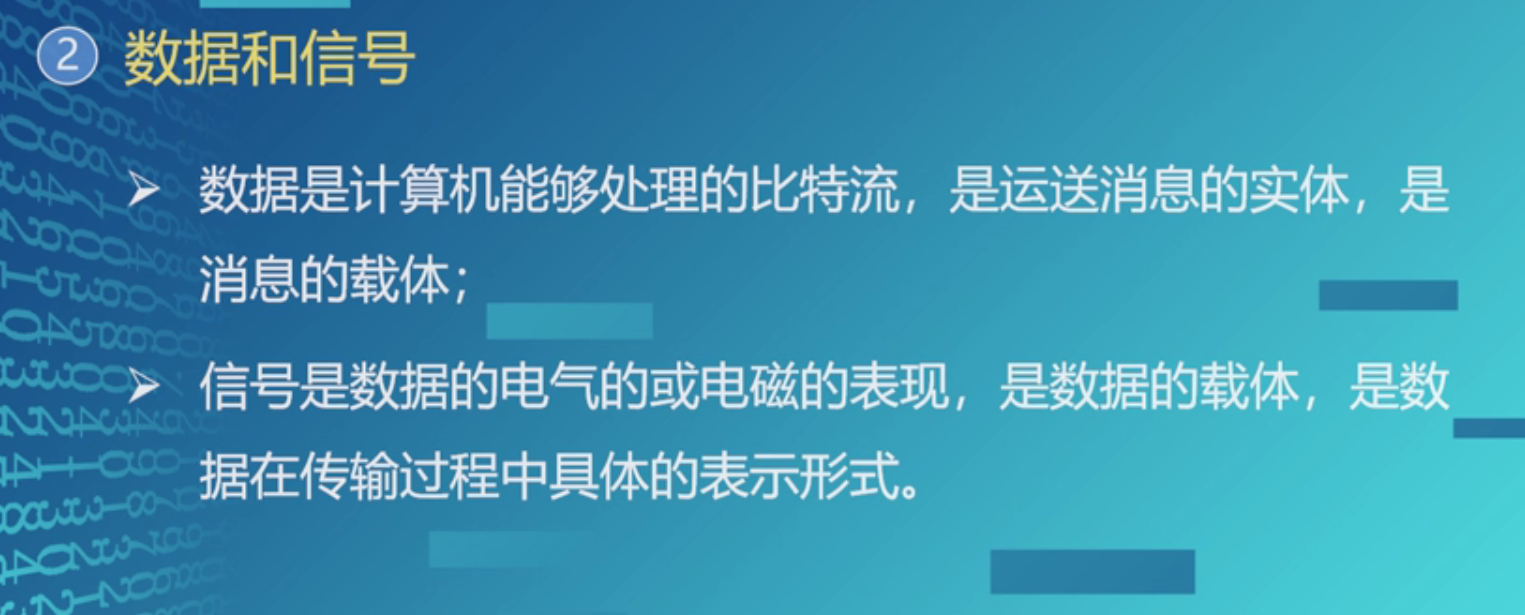 ② 数据和信号
➢ 数据是计算机能够处理的比特流，是运送消息的实体，是
消息的载体；
➢ 信号是数据的电气的或电磁的表现，是数据的载体，是数
据在传输过程中具体的表示形式。